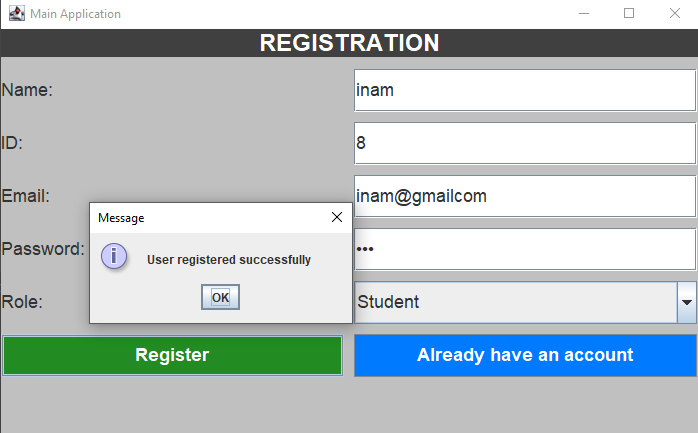 Main Application
REGISTRATION
Name:
inam
ID:
8
Email:
inam@gmailcom
Message
User registered successfully
OK
Password:
•••
Role:
Student
Register
Already have an account